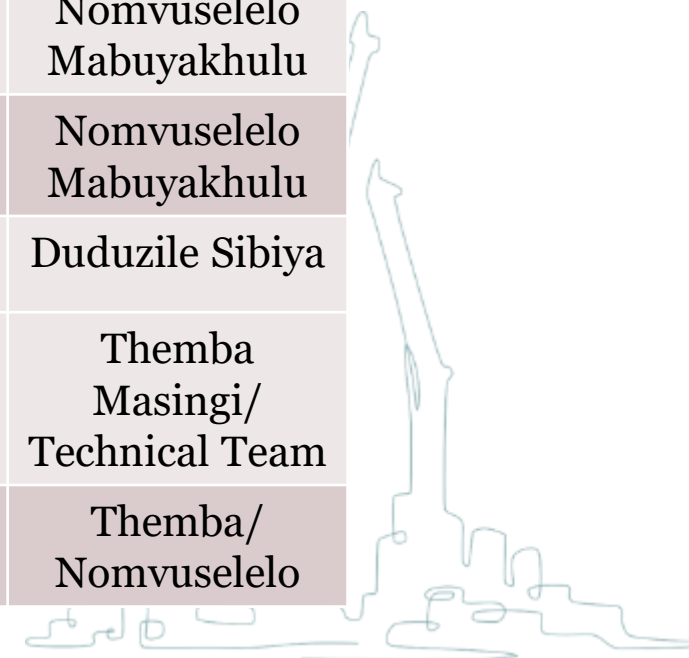 Nomvuselelo
Mabuyakhulu
Nomvuselelo
Mabuyakhulu
Duduzile Sibiya
Themba
Masingi/
Technical Team
Themba/
Nomvuselelo